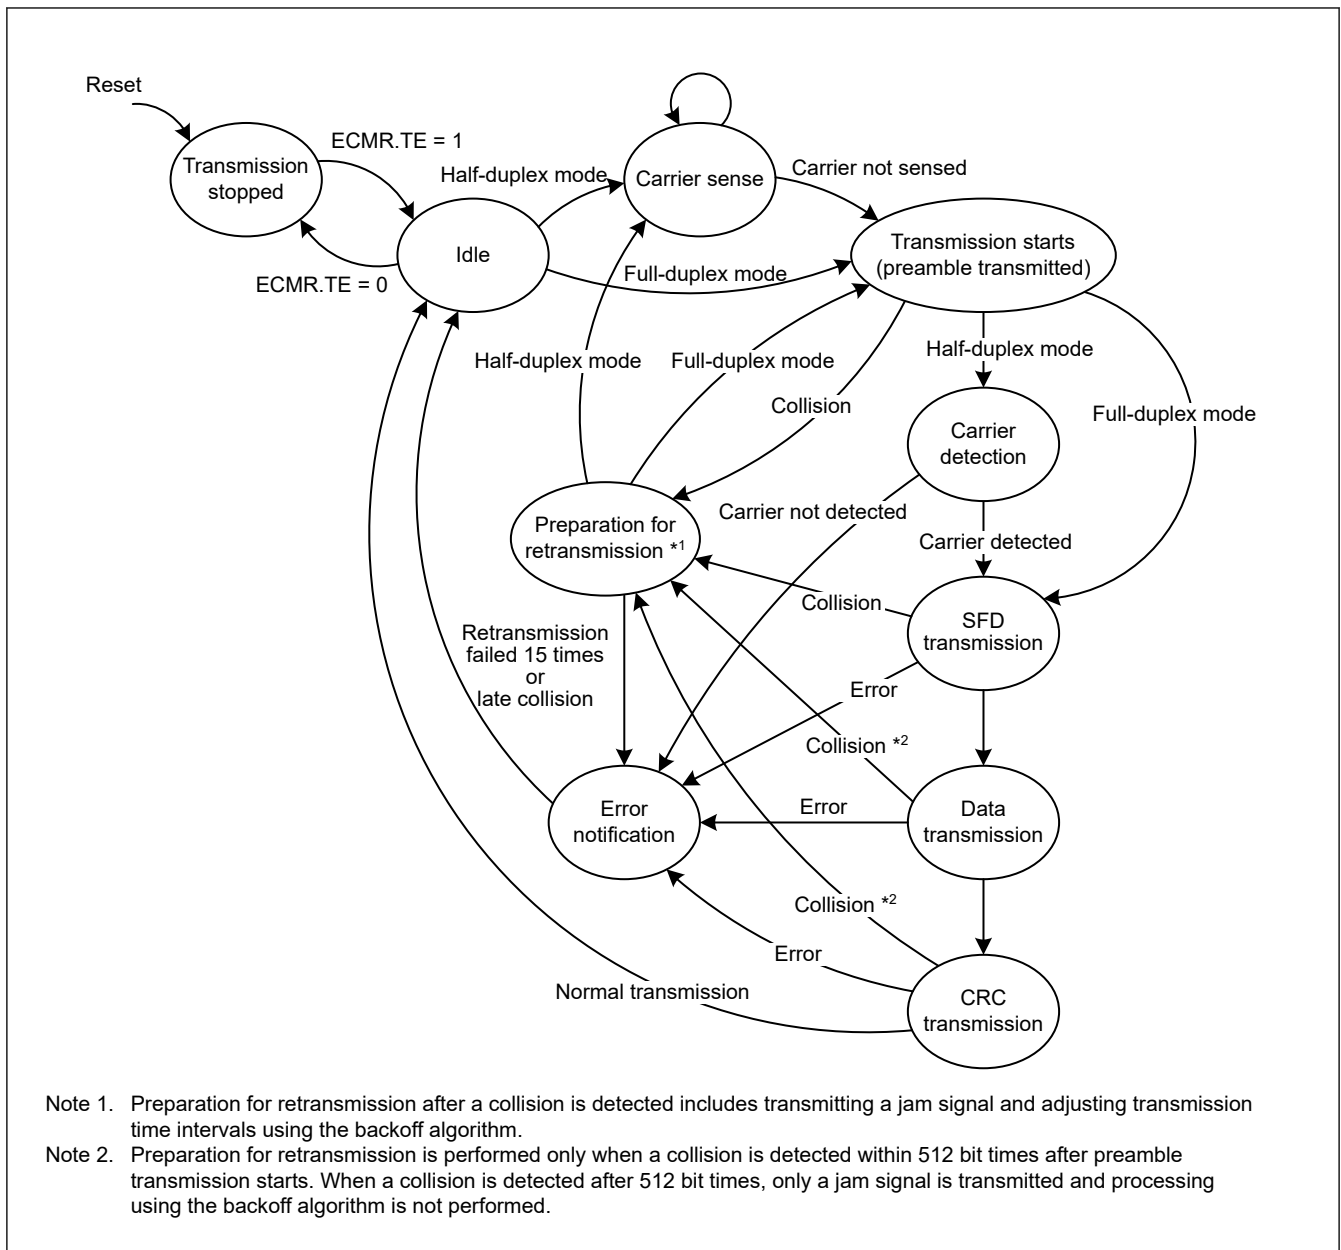 Reset
ECMR.TE = 1
Transmission
stopped
Half-duplex mode
Carrier sense
Carrier not sensed
Idle
ECMR.TE = 0
Full-duplex mode
Transmission starts
(preamble transmitted)
Half-duplex mode
Full-duplex mode
Half-duplex mode
Collision
Full-duplex mode
Carrier
detection
Carrier not detected
Preparation for
retransmission *1
Carrier detected
Collision
SFD
transmission
Retransmission
failed 15 times
or
late collision
Error
Collision *2
Error
notification
Error
Data
transmission
Collision *2
Error
Normal transmission
CRC
transmission
Note 1. Preparation for retransmission after a collision is detected includes transmitting a jam signal and adjusting transmission
time intervals using the backoff algorithm.
Note 2. Preparation for retransmission is performed only when a collision is detected within 512 bit times after preamble
transmission starts. When a collision is detected after 512 bit times, only a jam signal is transmitted and processing
using the backoff algorithm is not performed.